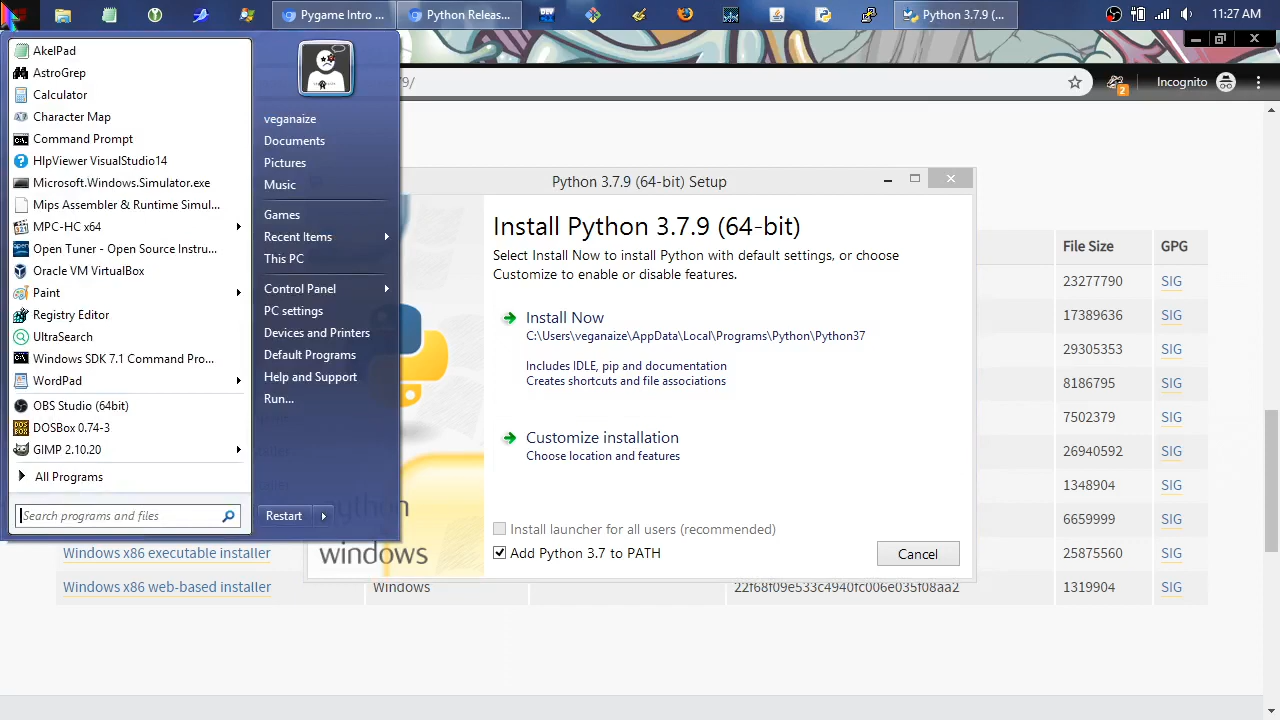 Pygame Intro ...
Python Releas...
Python 3.7.9 (...
11:27 AM
9/
2
Incognito
AkelPad
AstroGrep
Calculator
Character Map
Command Prompt
HlpViewer VisualStudio14
Microsoft.Windows.Simulator.exe
Mips Assembler & Runtime Simul...
MPC-HC x64
Open Tuner - Open Source Instru...
Oracle VM VirtualBox
Paint
Registry Editor
UltraSearch
Windows SDK 7.1 Command Pro...
WordPad
OBS Studio (64bit)
DOSBox 0.74-3
GIMP 2.10.20
All Programs
Search programs and files
veganaize
Documents
Pictures
Music
Games
Recent Items
This PC
Control Panel
PC settings
Devices and Printers
Default Programs
Help and Support
Run...
Restart
Python 3.7.9 (64-bit) Setup
Install Python 3.7.9 (64-bit)
Select Install Now to install Python with default settings, or choose
Customize to enable or disable features.
Install Now
C:\Users\veganaize\AppData\Local\Programs\Python\Python37
Includes IDLE, pip and documentation
Creates shortcuts and file associations
Customize installation
Choose location and features
Install launcher for all users (recommended)
Add Python 3.7 to PATH
Cancel
python
windows
File Size GPG
23277790 SIG
17389636 SIG
29305353 SIG
8186795 SIG
7502379 SIG
26940592 SIG
1348904 SIG
6659999 SIG
Windows x86 executable installer 25875560 SIG
Windows x86 web-based installer Windows 22f68f09e533c4940fc006e035f08aa2 1319904 SIG